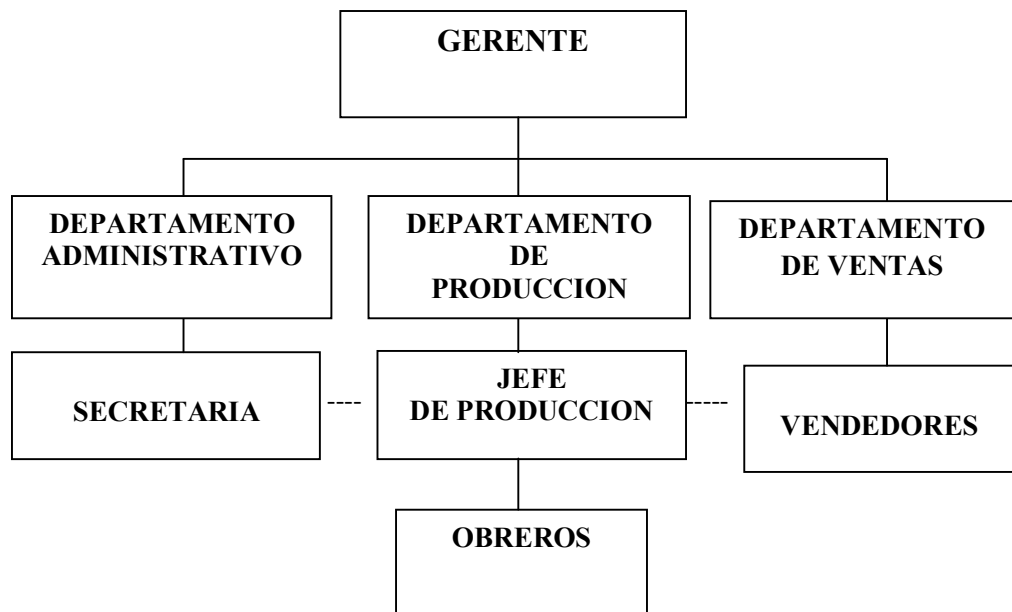 GERENTE
DEPARTAMENTO
ADMINISTRATIVO
DEPARTAMENTO
DE
PRODUCCION
DEPARTAMENTO
DE VENTAS
SECRETARIA
JEFE
DE PRODUCCION
VENDEDORES
OBREROS